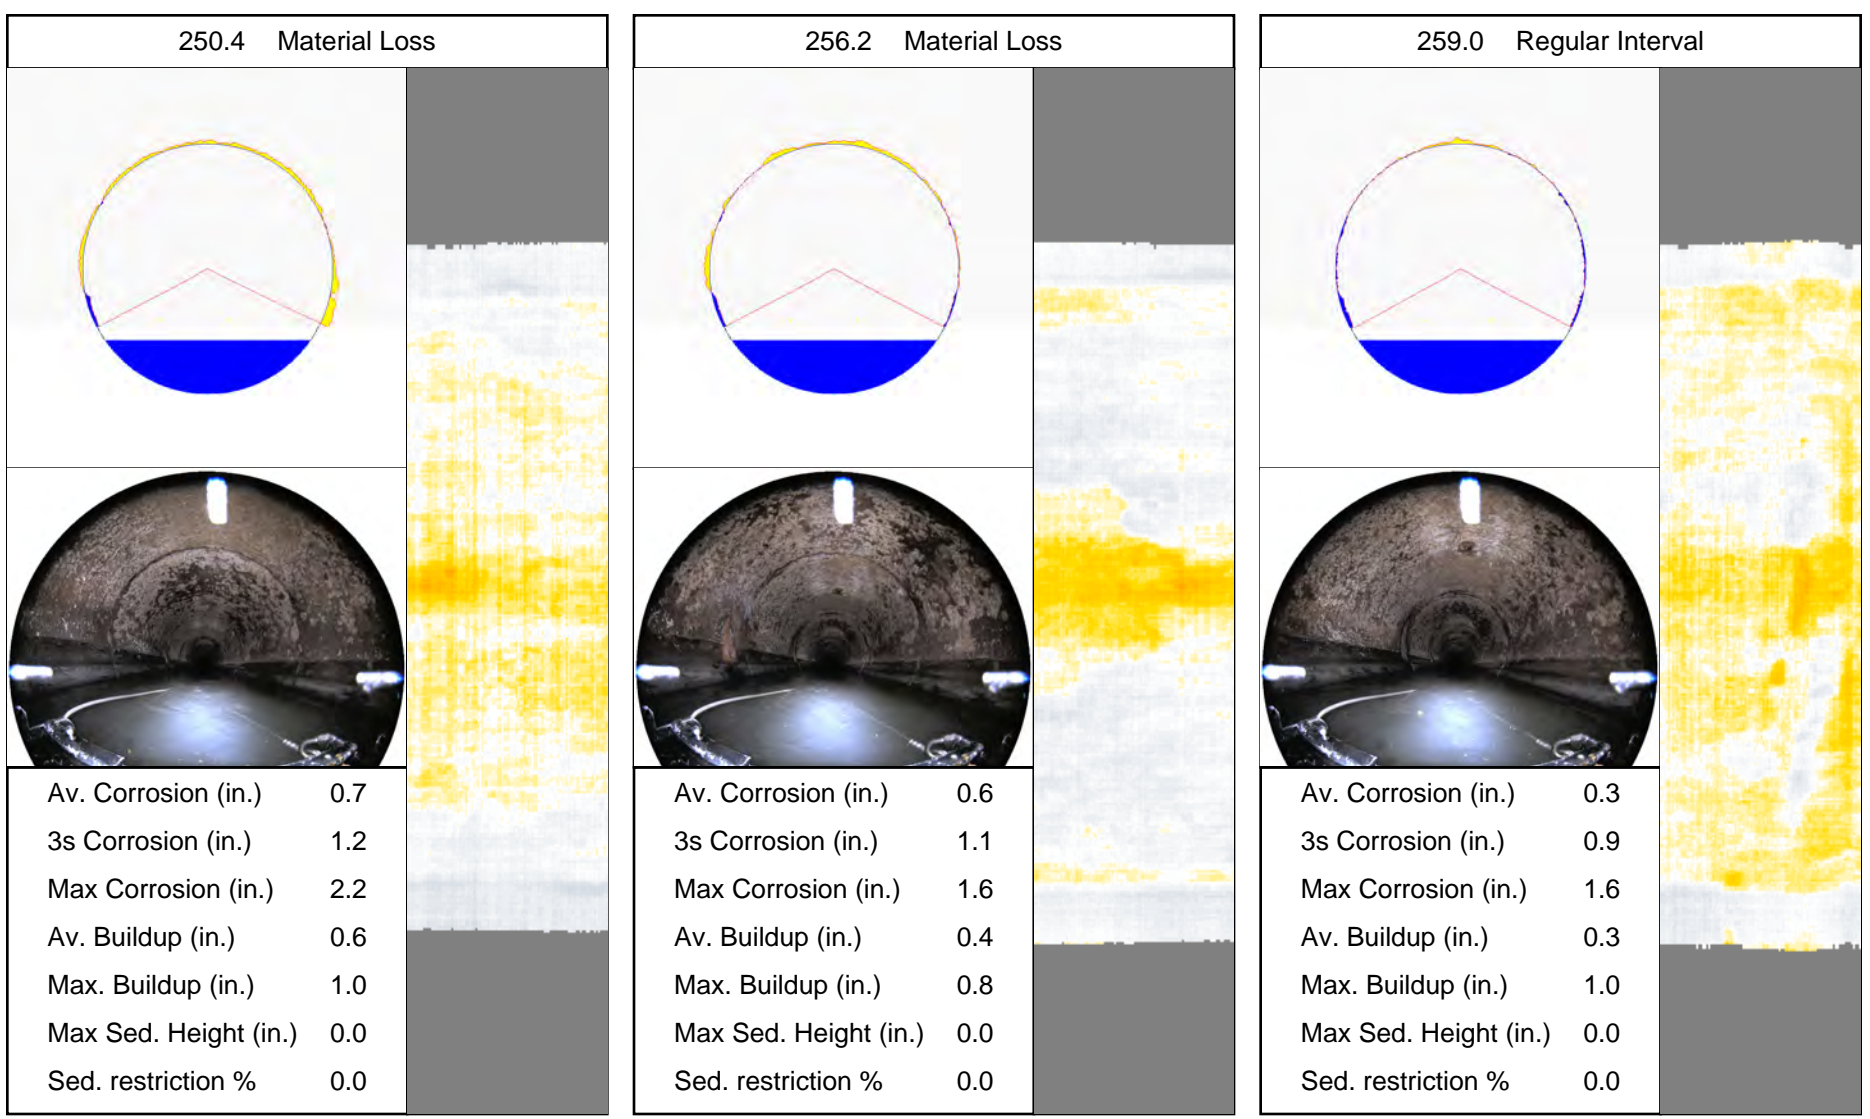 250.4 Material Loss
Av. Corrosion (in.) 0.7
3s Corrosion (in.) 1.2
Max Corrosion (in.) 2.2
Av. Buildup (in.) 0.6
Max. Buildup (in.) 1.0
Max Sed. Height (in.) 0.0
Sed. restriction % 0.0
256.2 Material Loss
Av. Corrosion (in.) 0.6
3s Corrosion (in.) 1.1
Max Corrosion (in.) 1.6
Av. Buildup (in.) 0.4
Max. Buildup (in.) 0.8
Max Sed. Height (in.) 0.0
Sed. restriction % 0.0
259.0 Regular Interval
Av. Corrosion (in.) 0.3
3s Corrosion (in.) 0.9
Max Corrosion (in.) 1.6
Av. Buildup (in.) 0.3
Max. Buildup (in.) 1.0
Max Sed. Height (in.) 0.0
Sed. restriction % 0.0